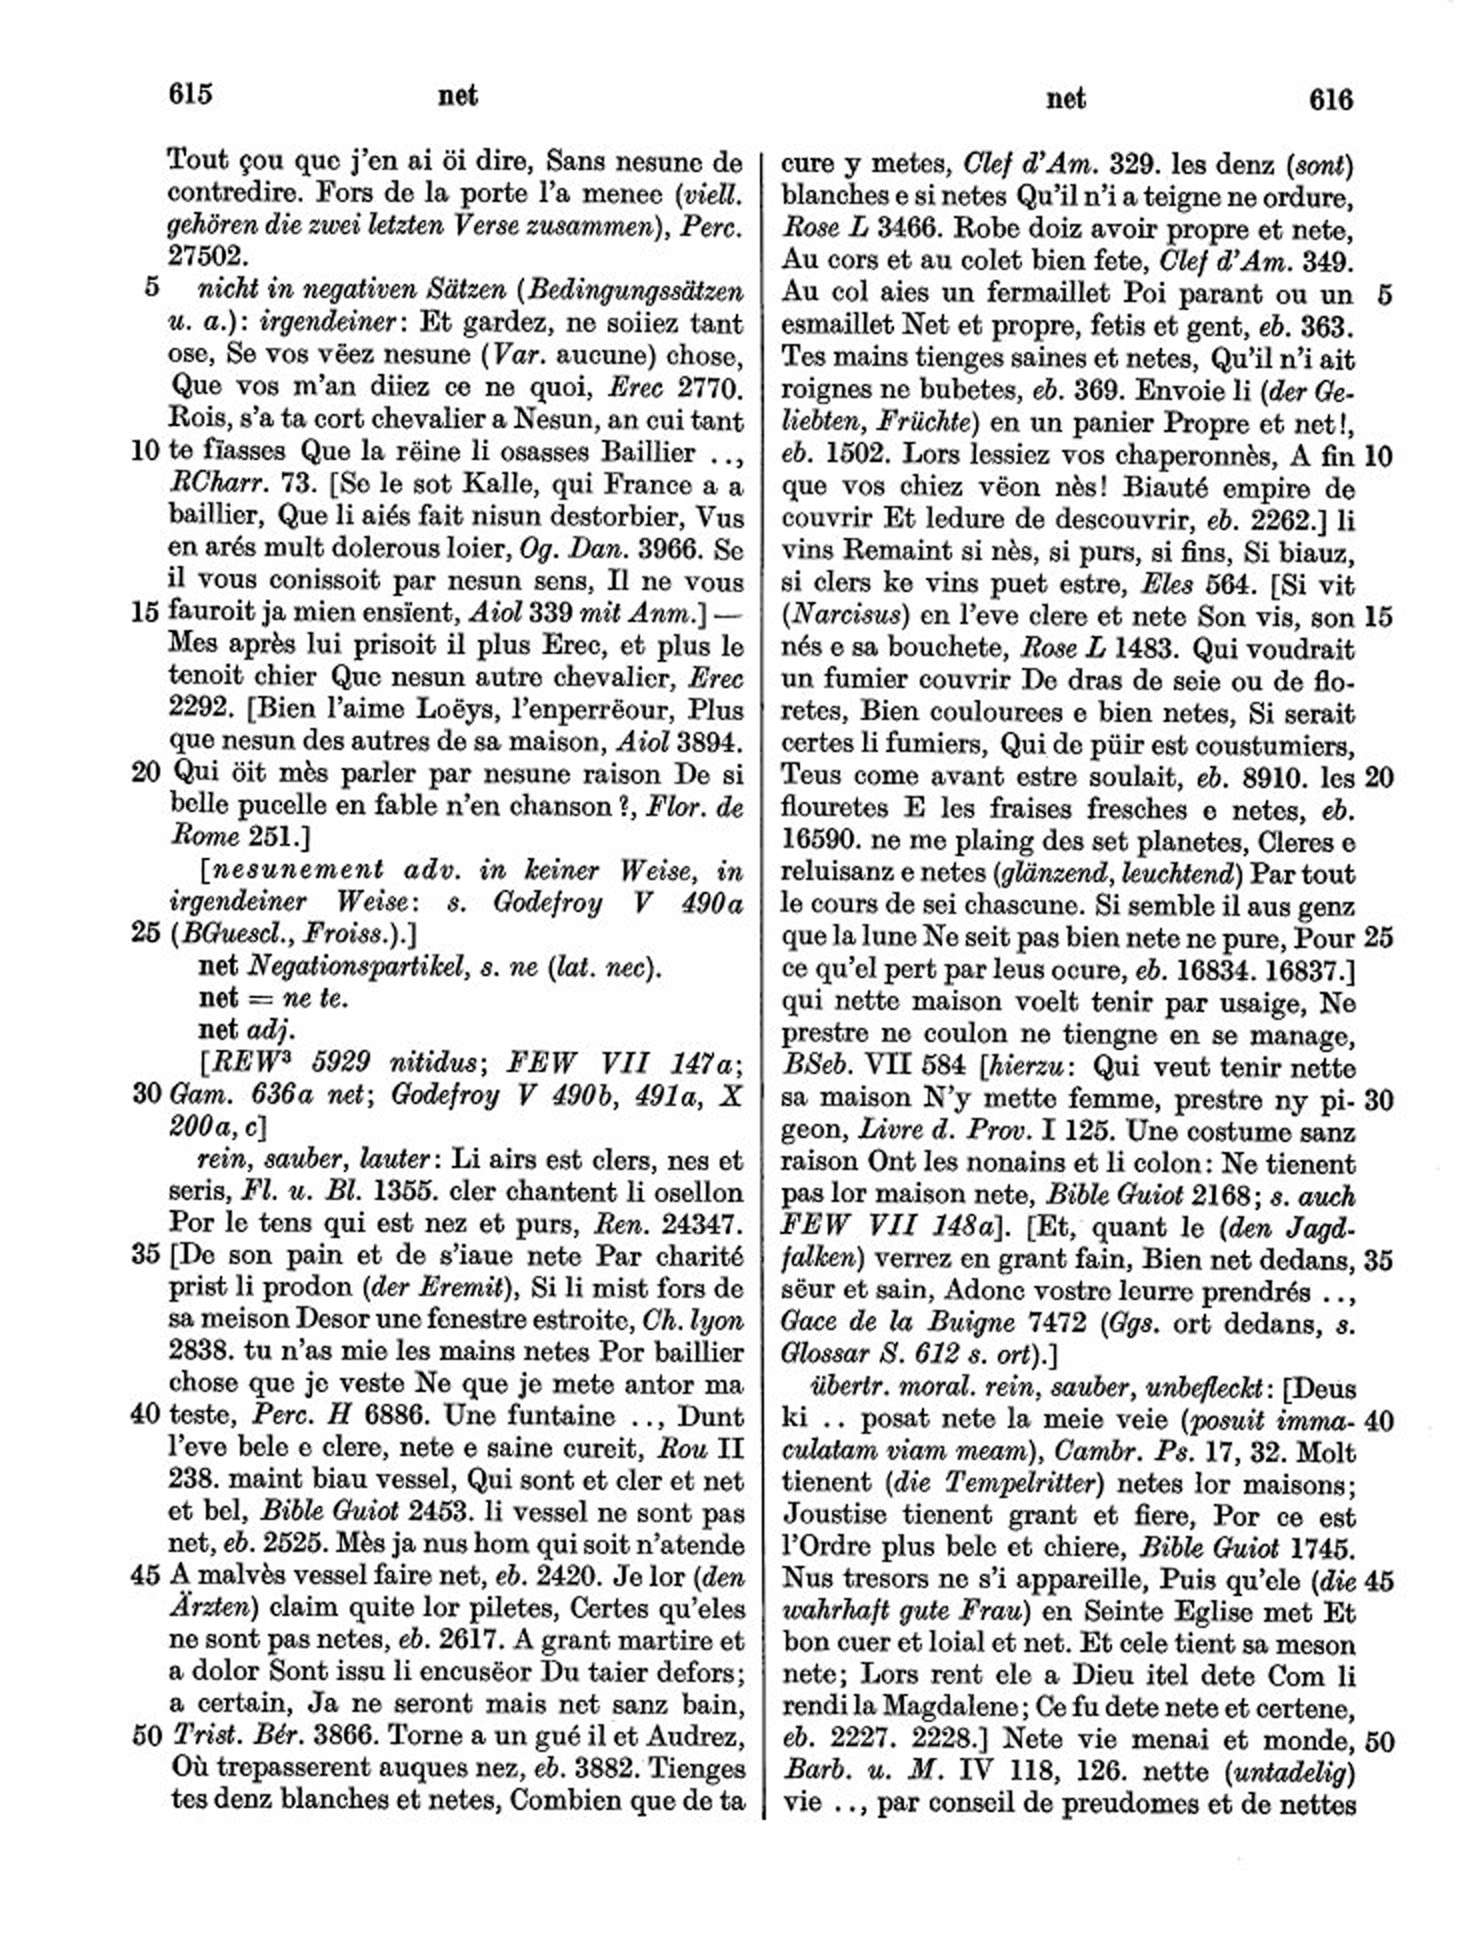 615 net
Tout çou que j'en ai öi dire, Sans nesune de
contredire. Fors de la porte l'a menee (viell.
gehören die zwei letzten Verse zusammen), Perc.
27502.
5 nicht in negativen Sätzen (Bedingungssätzen
u. a.): irgendeiner: Et gardez, ne soiiez tant
ose, Se vos vëez nesune (Var. aucune) chose,
Que vos m'an diiez ce ne quoi, Erec 2770.
Rois, s'a ta cort chevalier a Nesun, an cui tant
10 te fïasses Que la rëine li osasses Baillier ..,
RCharr. 73. [Se le sot Kalle, qui France a a
baillier, Que li aiés fait nisun destorbier, Vus
en arés mult dolerous loier, Og. Dan. 3966. Se
il vous conissoit par nesun sens, Il ne vous
15 fauroit ja mien ensïent, Aiol 339 mit Anm.] —
Mes après lui prisoit il plus Erec, et plus le
tenoit chier Que nesun autre chevalier, Erec
2292. [Bien l'aime Loëys, l'enperrëour, Plus
que nesun des autres de sa maison, Aiol 3894.
20 Qui öit mès parler par nesune raison De si
belle pucelle en fable n'en chanson?, Flor. de
Rome 251.]
[nesunement adv. in keiner Weise, in
irgendeiner Weise: s. Godefroy V 490a
25 (BGuescl., Froiss.).]
net Negationspartikel, s. ne (lat. nec).
net = ne te.
net adj.
[REW³ 5929 nitidus; FEW VII 147a;
30 Gam. 636a net; Godefroy V 490b, 491a, X
200a, c]
rein, sauber, lauter: Li airs est clers, nes et
seris, Fl. u. Bl. 1355. cler chantent li osellon
Por le tens qui est nez et purs, Ren. 24347.
35 [De son pain et de s'iaue nete Par charité
prist li prodon (der Eremit), Si li mist fors de
sa meison Desor une fenestre estroite, Ch. lyon
2838. tu n'as mie les mains netes Por baillier
chose que je veste Ne que je mete antor ma
40 teste, Perc. H 6886. Une funtaine .., Dunt
l'eve bele e clere, nete e saine cureit, Rou II
238. maint biau vessel, Qui sont et cler et net
et bel, Bible Guiot 2453. li vessel ne sont pas
net, eb. 2525. Mès ja nus hom qui soit n'atende
45 A malvès vessel faire net, eb. 2420. Je lor (den
Ärzten) claim quite lor piletes, Certes qu'eles
ne sont pas netes, eb. 2617. A grant martire et
a dolor Sont issu li encusëor Du taier defors;
a certain, Ja ne seront mais net sanz bain,
50 Trist. Bér. 3866. Torne a un gué il et Audrez,
Où trepasserent auques nez, eb. 3882. Tienges
tes denz blanches et netes, Combien que de ta
net 616
cure y metes, Clef d'Am. 329. les denz (sont)
blanches e si netes Qu'il n'i a teigne ne ordure,
Rose L 3466. Robe doiz avoir propre et nete,
Au cors et au colet bien fete, Clef d'Am. 349.
Au col aies un fermaillet Poi parant ou un 5
esmaillet Net et propre, fetis et gent, eb. 363.
Tes mains tienges saines et netes, Qu'il n'i ait
roignes ne bubetes, eb. 369. Envoie li (der Ge-
liebten, Früchte) en un panier Propre et net!,
eb. 1502. Lors lessiez vos chaperonnès, A fin 10
que vos chiez vëon nès! Biauté empire de
couvrir Et ledure de descouvrir, eb. 2262.] li
vins Remaint si nès, si purs, si fins, Si biauz,
si clers ke vins puet estre, Eles 564. [Si vit
(Narcisus) en l'eve clere et nete Son vis, son 15
nés e sa bouchete, Rose L 1483. Qui voudrait
un fumier couvrir De dras de seie ou de flo-
retes, Bien coulourees e bien netes, Si serait
certes li fumiers, Qui de püir est coustumiers,
Teus come avant estre soulait, eb. 8910. les 20
flouretes E les fraises fresches e netes, eb.
16590. ne me plaing des set planetes, Cleres e
reluisanz e netes (glänzend, leuchtend) Par tout
le cours de sei chascune. Si semble il aus genz
que la lune Ne seit pas bien nete ne pure, Pour 25
ce qu'el pert par leus ocure, eb. 16834. 16837.]
qui nette maison voelt tenir par usaige, Ne
prestre ne coulon ne tiengne en se manage,
BSeb. VII 584 [hierzu: Qui veut tenir nette
sa maison N'y mette femme, prestre ny pi- 30
geon, Livre d. Prov. I 125. Une costume sanz
raison Ont les nonains et li colon: Ne tienent
pas lor maison nete, Bible Guiot 2168; s. auch
FEW VII 148a]. [Et, quant le (den Jagd-
falken) verrez en grant fain, Bien net dedans, 35
sëur et sain, Adonc vostre leurre prendrés ..,
Gace de la Buigne 7472 (Ggs. ort dedans, s.
Glossar S. 612 s. ort).]
übertr. moral. rein, sauber, unbefleckt: [Deus
ki .. posat nete la meie veie (posuit imma- 40
culatam viam meam), Cambr. Ps. 17, 32. Molt
tienent (die Tempelritter) netes lor maisons;
Joustise tienent grant et fiere, Por ce est
l'Ordre plus bele et chiere, Bible Guiot 1745.
Nus tresors ne s'i appareille, Puis qu'ele (die 45
wahrhaft gute Frau) en Seinte Eglise met Et
bon cuer et loial et net. Et cele tient sa meson
nete; Lors rent ele a Dieu itel dete Com li
rendi la Magdalene; Ce fu dete nete et certene,
eb. 2227. 2228.] Nete vie menai et monde, 50
Barb. u. M. IV 118, 126. nette (untadelig)
vie .., par conseil de preudomes et de nettes